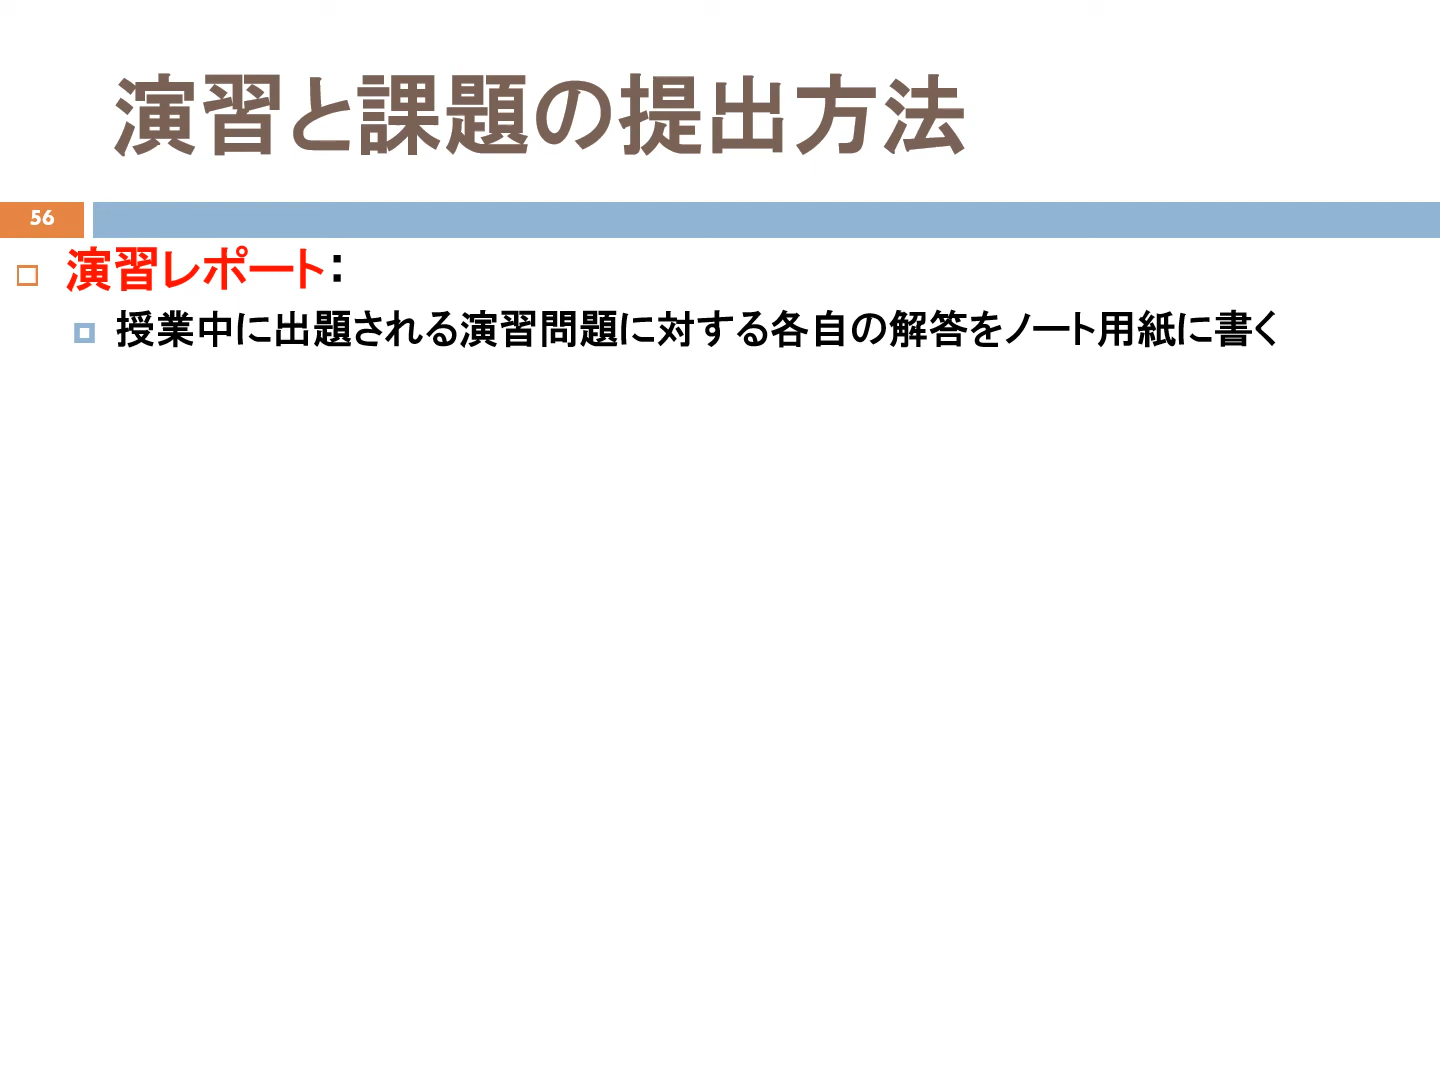 演習と課題の提出方法
56
演習レポート：
授業中に出題される演習問題に対する各自の解答をノート用紙に書く